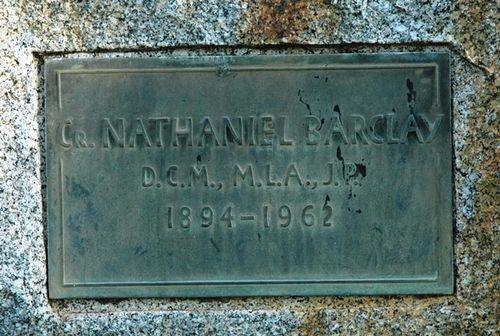 Cr. NATHANIEL BARCLAY
D.C.M., M.L.A., J.P.
1894-1962